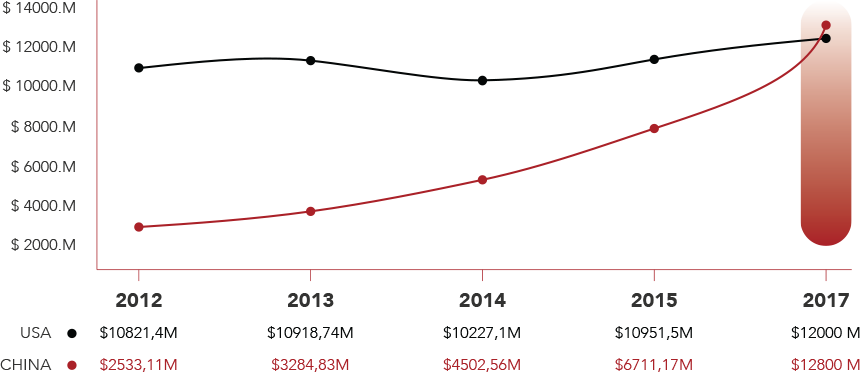 $ 14000.M
$ 12000.M
$ 10000.M
$ 8000.M
$ 6000.M
$ 4000.M
$ 2000.M
2012 2013 2014 2015 2017
USA $10821,4M $10918,74M $10227,1M $10951,5M $12000 M
CHINA $2533,11M $3284,83M $4502,56M $6711,17M $12800 M